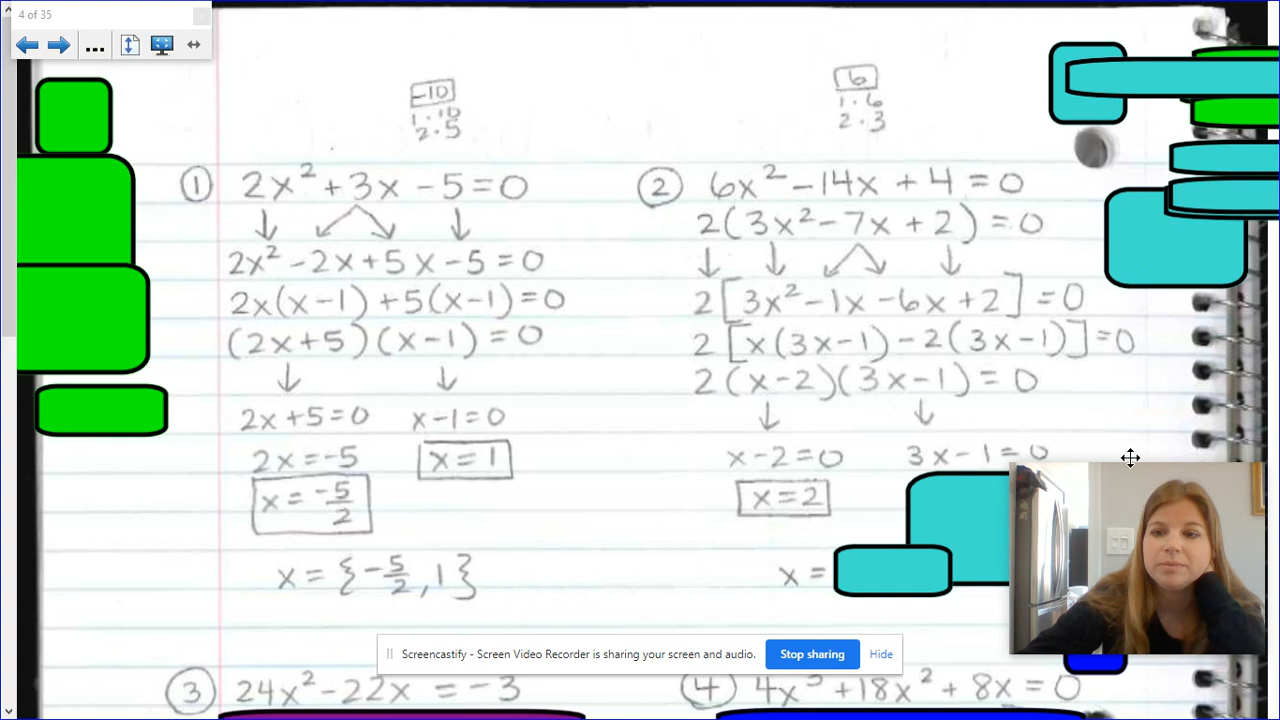 4 of 35
-10
1·10
2·5
① 2x² + 3x - 5 = 0
2x² - 2x + 5x - 5 = 0
2x(x - 1) + 5(x - 1) = 0
(2x + 5)(x - 1) = 0
2x + 5 = 0 x - 1 = 0
2x = -5 x = 1
x = -5/2
x = {-5/2, 1}
6
1·6
2·3
② 6x² - 14x + 4 = 0
2(3x² - 7x + 2) = 0
2[3x² - 1x - 6x + 2] = 0
2[x(3x - 1) - 2(3x - 1)] = 0
2(x - 2)(3x - 1) = 0
x - 2 = 0 3x - 1 = 0
x = 2
x =
Screencastify - Screen Video Recorder is sharing your screen and audio. Stop sharing Hide
③ 24x² - 22x = -3
④ 4x³ + 18x² + 8x = 0